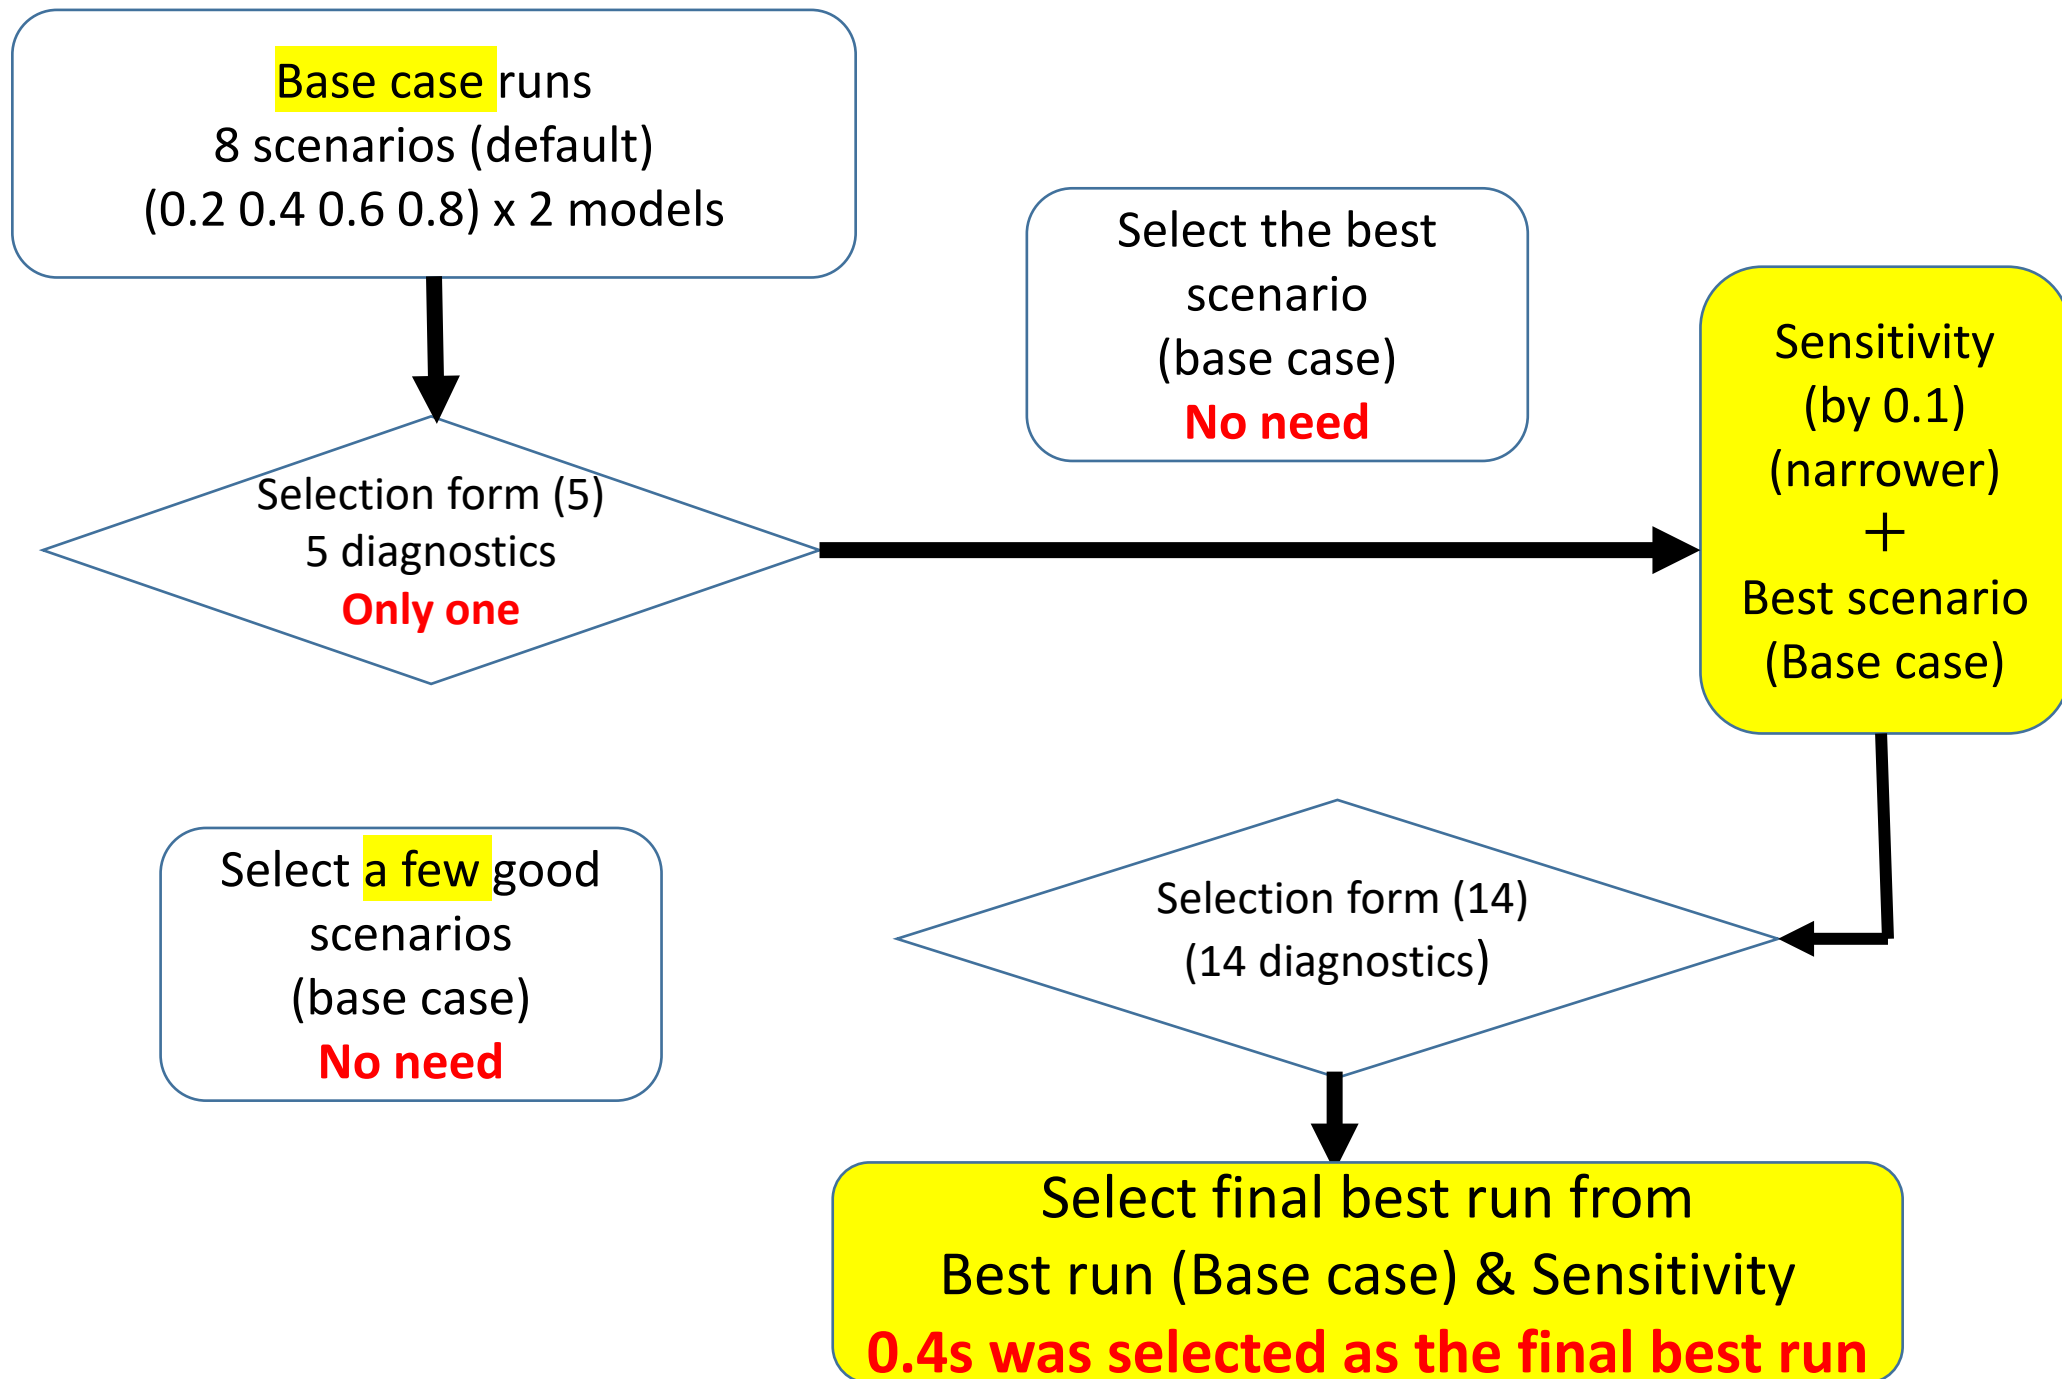 Base case runs
8 scenarios (default)
(0.2 0.4 0.6 0.8) x 2 models
Selection form (5)
5 diagnostics
Only one
Select the best
scenario
(base case)
No need
Sensitivity
(by 0.1)
(narrower)
+
Best scenario
(Base case)
Select a few good
scenarios
(base case)
No need
Selection form (14)
(14 diagnostics)
Select final best run from
Best run (Base case) & Sensitivity
0.4s was selected as the final best run